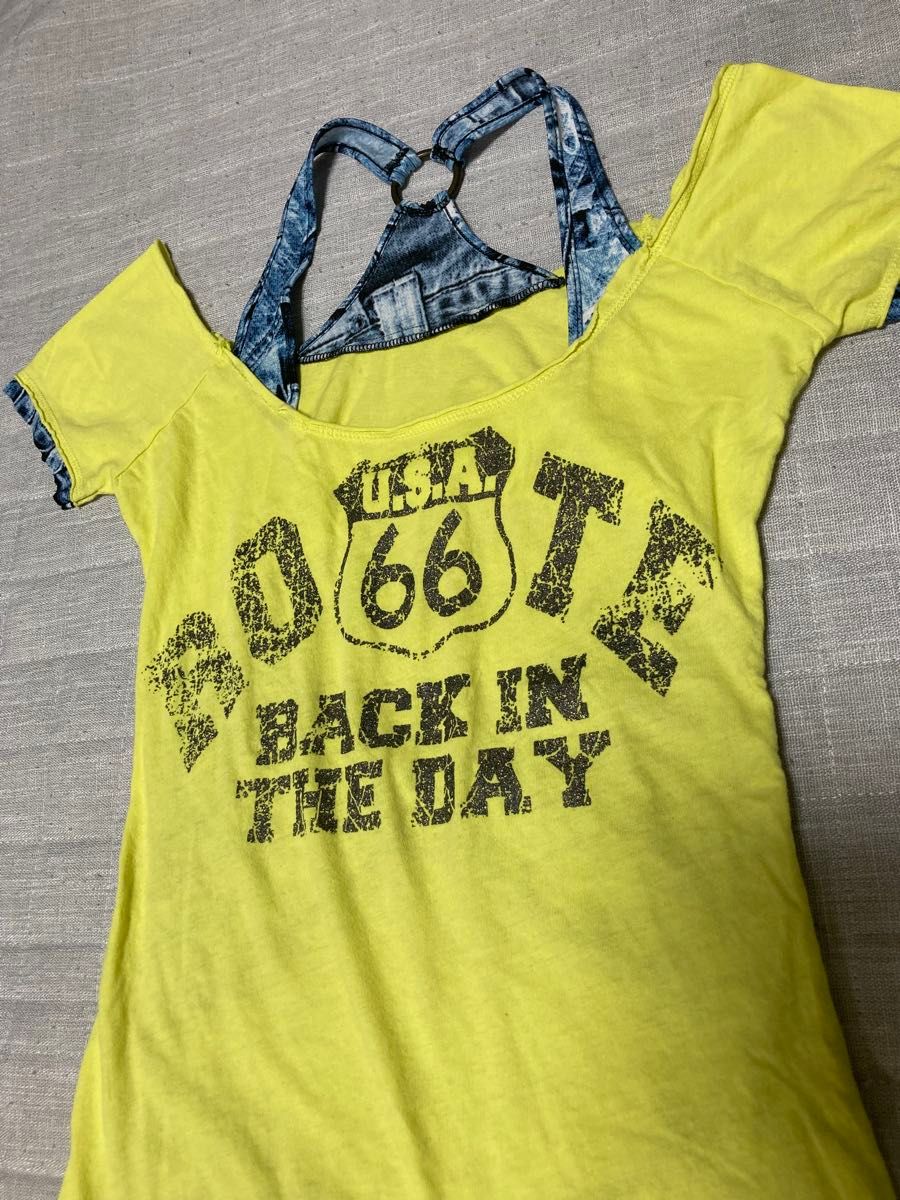 U.S.A.
RO 66 TE
BACK IN
THE DAY